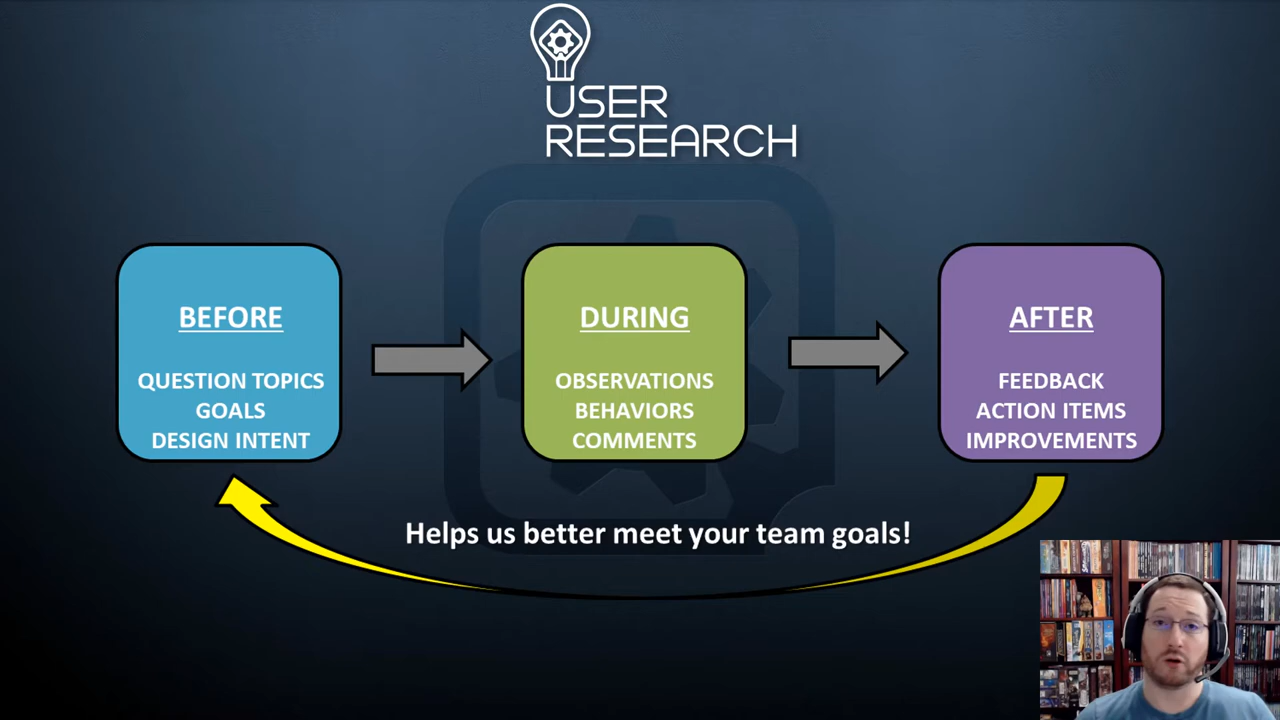 USER
RESEARCH
BEFORE
QUESTION TOPICS
GOALS
DESIGN INTENT
DURING
OBSERVATIONS
BEHAVIORS
COMMENTS
AFTER
FEEDBACK
ACTION ITEMS
IMPROVEMENTS
Helps us better meet your team goals!